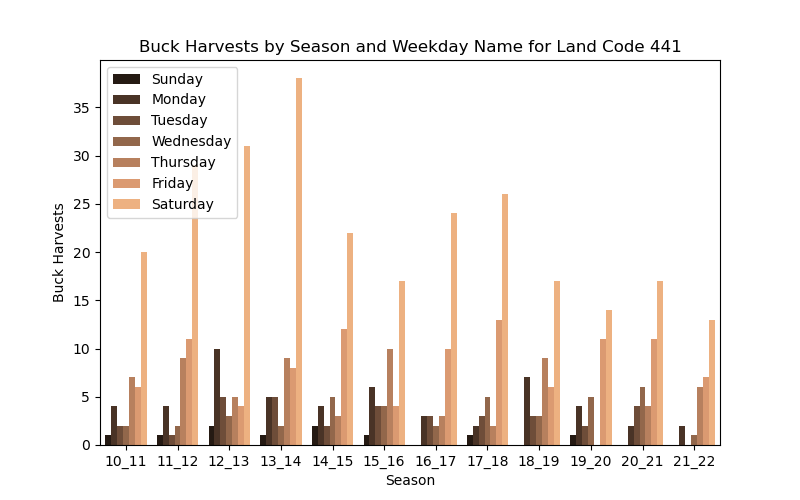 Buck Harvests by Season and Weekday Name for Land Code 441
Sunday
Monday
Tuesday
Wednesday
Thursday
Friday
Saturday
35
30
25
20
15
10
5
0
Buck Harvests
10_11 11_12 12_13 13_14 14_15 15_16 16_17 17_18 18_19 19_20 20_21 21_22
Season